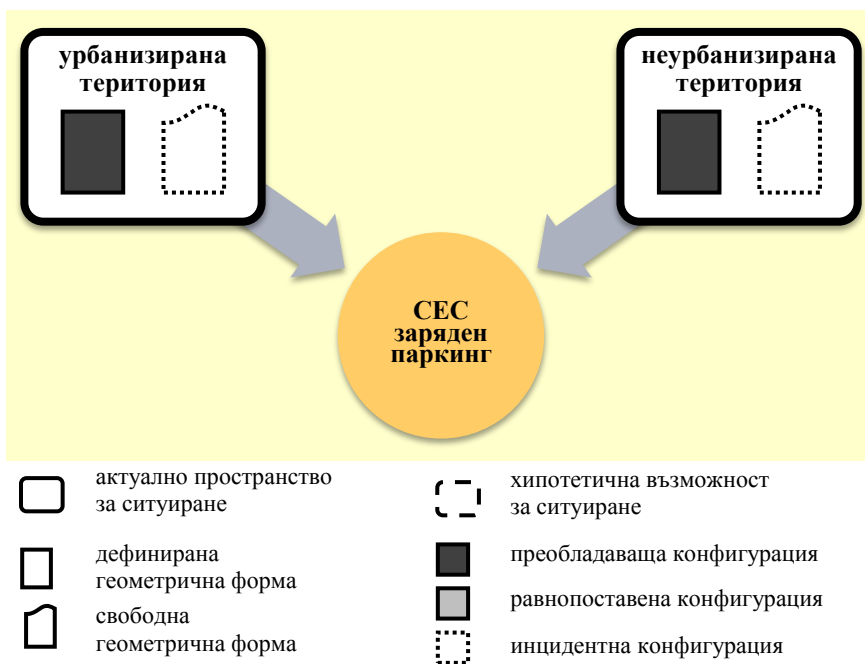 урбанизирана
територия
неурбанизирана
територия
СЕС
заряден
паркинг
актуално пространство
за ситуиране
дефинирана
геометрична форма
свободна
геометрична форма
хипотетична възможност
за ситуиране
преобладаваща конфигурация
равнопоставена конфигурация
инцидентна конфигурация